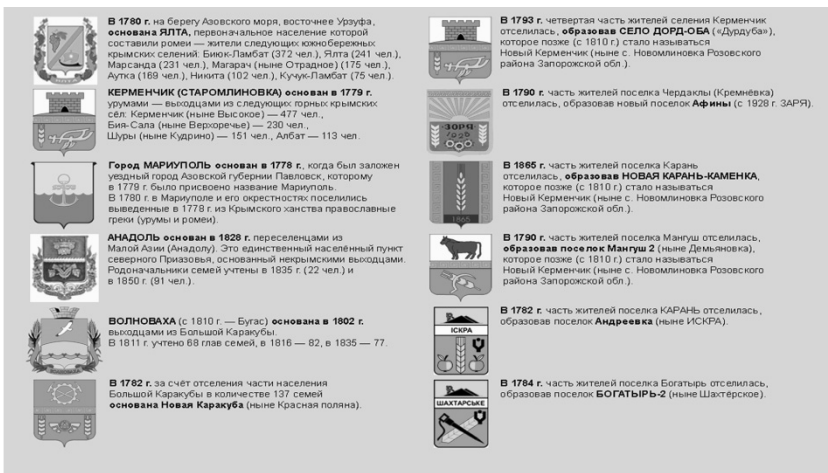 В 1780 г. на берегу Азовского моря, восточнее Урзуфа,
основана ЯЛТА, первоначальное население которой
составили ромеи — жители следующих южнобережных
крымских селений: Биюк-Ламбат (372 чел.), Ялта (241 чел.),
Марсанда (231 чел.), Магарач (ныне Отрадное) (175 чел.),
Аутка (169 чел.), Никита (102 чел.), Кучук-Ламбат (75 чел.).
КЕРМЕНЧИК (СТАРОМЛИНОВКА) основан в 1779 г.
урумами — выходцами из следующих горных крымских
сёл: Керменчик (ныне Высокое) — 477 чел.,
Бия-Сала (ныне Верхоречье) — 230 чел.,
Шуры (ныне Кудрино) — 151 чел., Албат — 113 чел.
Город МАРИУПОЛЬ основан в 1778 г., когда был заложен
уездный город Азовской губернии Павловск, которому
в 1779 г. было присвоено название Мариуполь.
В 1780 г. в Мариуполе и его окрестностях поселились
выведенные в 1778 из Крымского ханства православные
греки (урумы и ромеи).
АНАДОЛЬ основан в 1828 г. переселенцами из
Малой Азии (Анадолу). Это единственный населённый пункт
северного Приазовья, основанный некрымскими выходцами.
Родоначальники семей учтены в 1835 г. (22 чел.) и
в 1850 г. (91 чел.).
ВОЛНОВАХА (с 1810 г. — Бугас) основана в 1802 г.
выходцами из Большой Каракубы.
В 1811 г. учтено 68 глав семей, в 1816 — 82, в 1835 — 77.
В 1782 г. за счёт отселения части населения
Большой Каракубы в количестве 137 семей
основана Новая Каракуба (ныне Красная поляна).
В 1793 г. четвертая часть жителей селения Керменчик
отселилась, образовав СЕЛО ДОРД-ОБА («Дурдуба»),
которое позже (с 1810 г.) стало называться
Новый Керменчик (ныне с. Новомлиновка Розовского
района Запорожской обл.).
В 1790 г. часть жителей поселка Чердаклы (Кремнёвка)
отселилась, образовав новый поселок Афины (с 1928 г. ЗАРЯ).
ЗОРЯ
В 1865 г. часть жителей поселка Карань
отселилась, образовав НОВАЯ КАРАНЬ-КАМЕНКА,
которое позже (с 1810 г.) стало называться
Новый Керменчик (ныне с. Новомлиновка Розовского
района Запорожской обл.).
1865
В 1790 г. часть жителей поселка Мангуш отселилась,
образовав поселок Мангуш 2 (ныне Демьяновка),
которое позже (с 1810 г.) стало называться
Новый Керменчик (ныне с. Новомлиновка Розовского
района Запорожской обл.).
В 1782 г. часть жителей поселка КАРАНЬ отселилась,
образовав поселок Андреевка (ныне ИСКРА).
ІСКРА
В 1784 г. часть жителей поселка Богатырь отселилась,
образовав поселок БОГАТЫРЬ-2 (ныне Шахтёрское).
ШАХТАРСЬКЕ